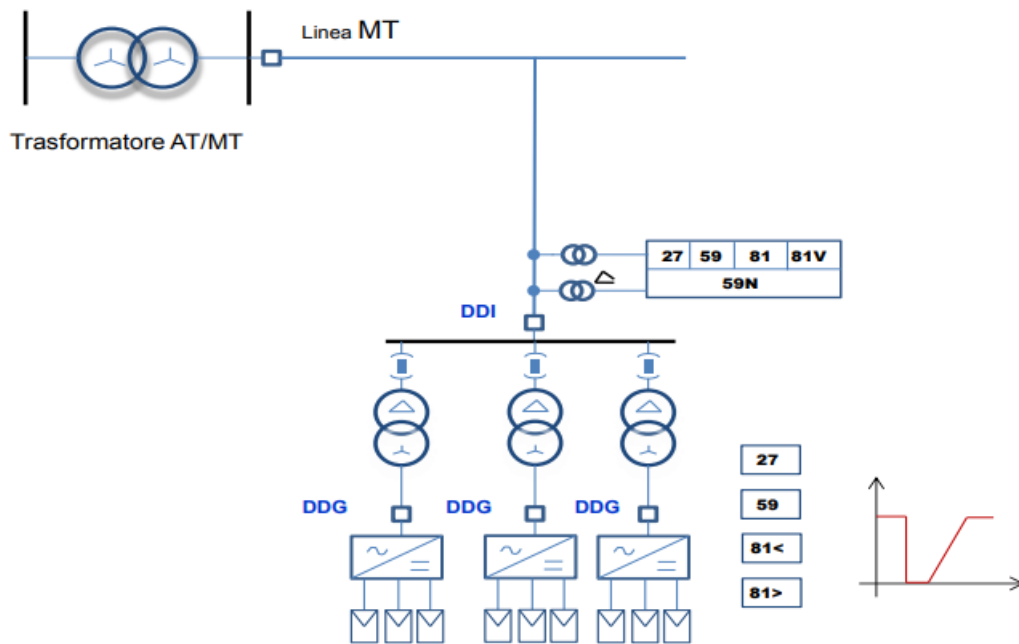 Linea MT
Trasformatore AT/MT
27 59 81 81V
59N
DDI
DDG DDG DDG
27
59
81<
81>